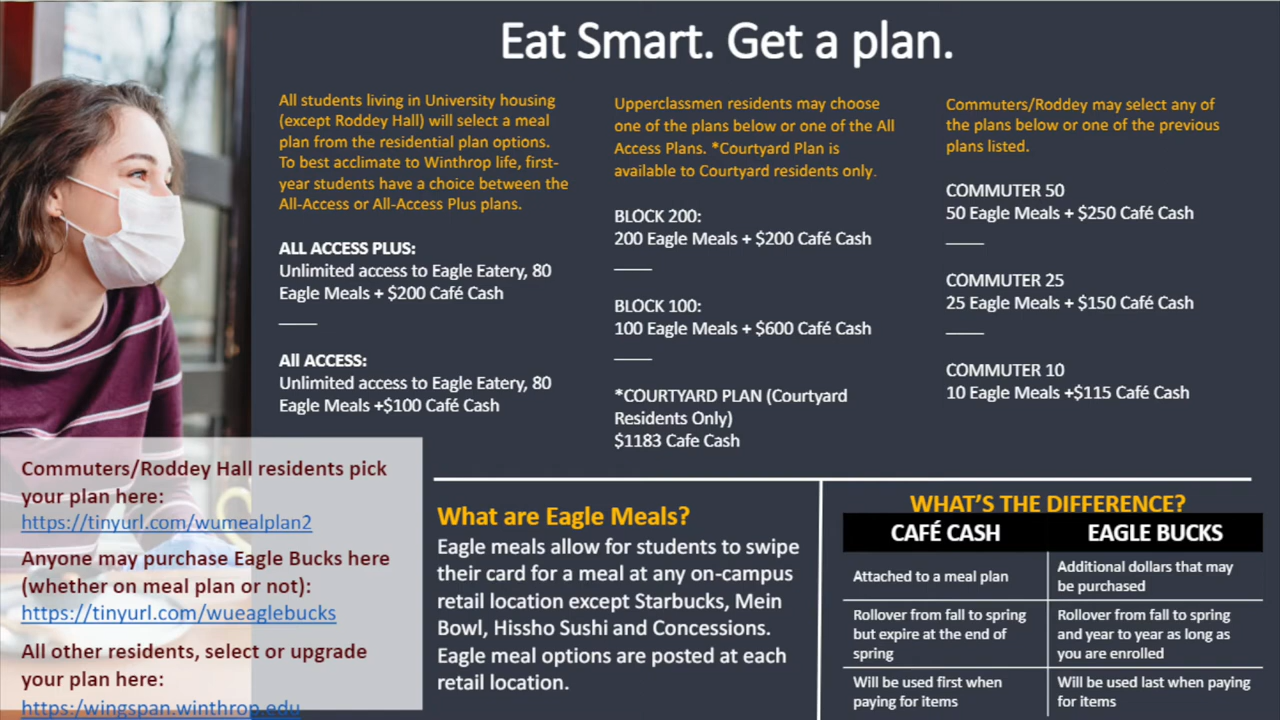 Eat Smart. Get a plan.
All students living in University housing
(except Roddey Hall) will select a meal
plan from the residential plan options.
To best acclimate to Winthrop life, first-
year students have a choice between the
All-Access or All-Access Plus plans.
ALL ACCESS PLUS:
Unlimited access to Eagle Eatery, 80
Eagle Meals + $200 Café Cash
All ACCESS:
Unlimited access to Eagle Eatery, 80
Eagle Meals +$100 Café Cash
Upperclassmen residents may choose
one of the plans below or one of the All
Access Plans. *Courtyard Plan is
available to Courtyard residents only.
BLOCK 200:
200 Eagle Meals + $200 Café Cash
BLOCK 100:
100 Eagle Meals + $600 Café Cash
*COURTYARD PLAN (Courtyard
Residents Only)
$1183 Cafe Cash
Commuters/Roddey may select any of
the plans below or one of the previous
plans listed.
COMMUTER 50
50 Eagle Meals + $250 Café Cash
COMMUTER 25
25 Eagle Meals + $150 Café Cash
COMMUTER 10
10 Eagle Meals +$115 Café Cash
Commuters/Roddey Hall residents pick
your plan here:
https://tinyurl.com/wumealplan2
Anyone may purchase Eagle Bucks here
(whether on meal plan or not):
https://tinyurl.com/wueaglebucks
All other residents, select or upgrade
your plan here:
https:/wingspan.winthrop.edu
What are Eagle Meals?
Eagle meals allow for students to swipe
their card for a meal at any on-campus
retail location except Starbucks, Mein
Bowl, Hissho Sushi and Concessions.
Eagle meal options are posted at each
retail location.
WHAT'S THE DIFFERENCE?
CAFÉ CASH EAGLE BUCKS
Attached to a meal plan
Additional dollars that may
be purchased
Rollover from fall to spring
but expire at the end of
spring
Rollover from fall to spring
and year to year as long as
you are enrolled
Will be used first when
paying for items
Will be used last when paying
for items